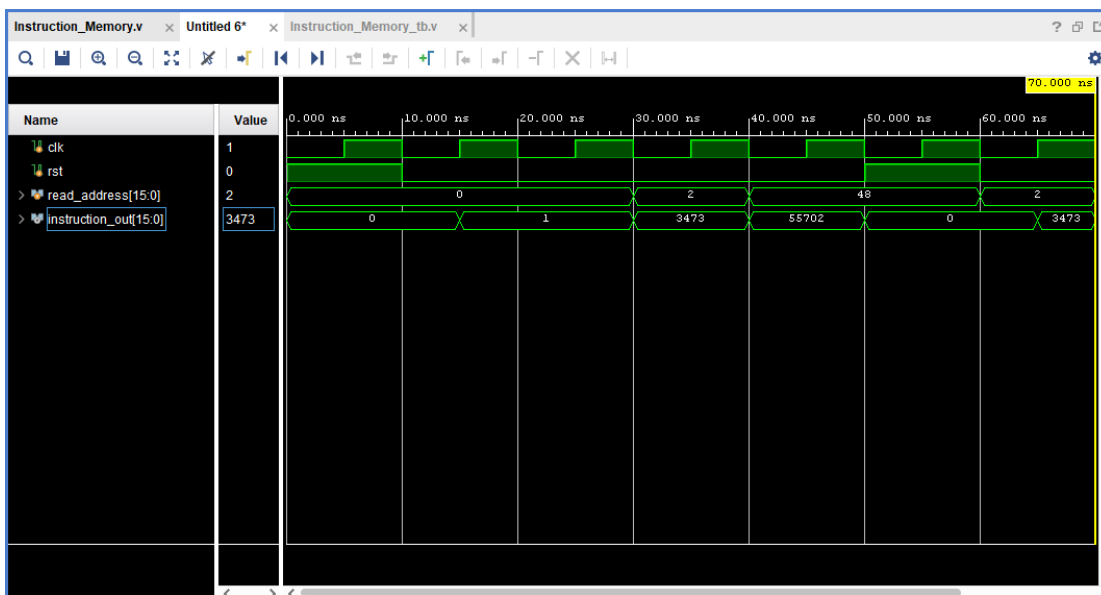 Instruction_Memory.v × Untitled 6* × Instruction_Memory_tb.v ×
70.000 ns
Name Value 0.000 ns 10.000 ns 20.000 ns 30.000 ns 40.000 ns 50.000 ns 60.000 ns
clk 1
rst 0
read_address[15:0] 2 0 2 48 2
instruction_out[15:0] 3473 0 1 3473 55702 0 3473